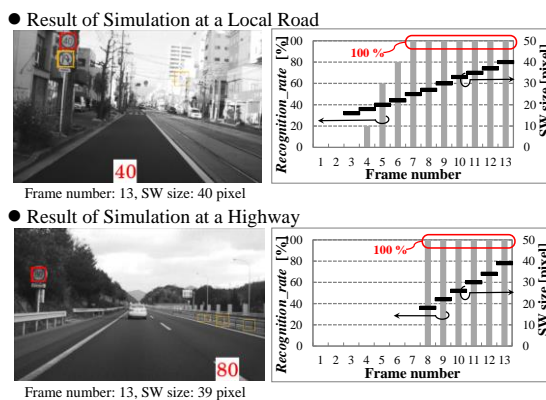 ● Result of Simulation at a Local Road
40
40
Frame number: 13, SW size: 40 pixel
Recognition_rate [%]
100
80
60
40
20
0
100 %
50
40
30
20
10
0
SW size [pixel]
1 2 3 4 5 6 7 8 9 10 11 12 13
Frame number
● Result of Simulation at a Highway
80
Frame number: 13, SW size: 39 pixel
Recognition_rate [%]
100
80
60
40
20
0
100 %
50
40
30
20
10
0
SW size [pixel]
1 2 3 4 5 6 7 8 9 10 11 12 13
Frame number